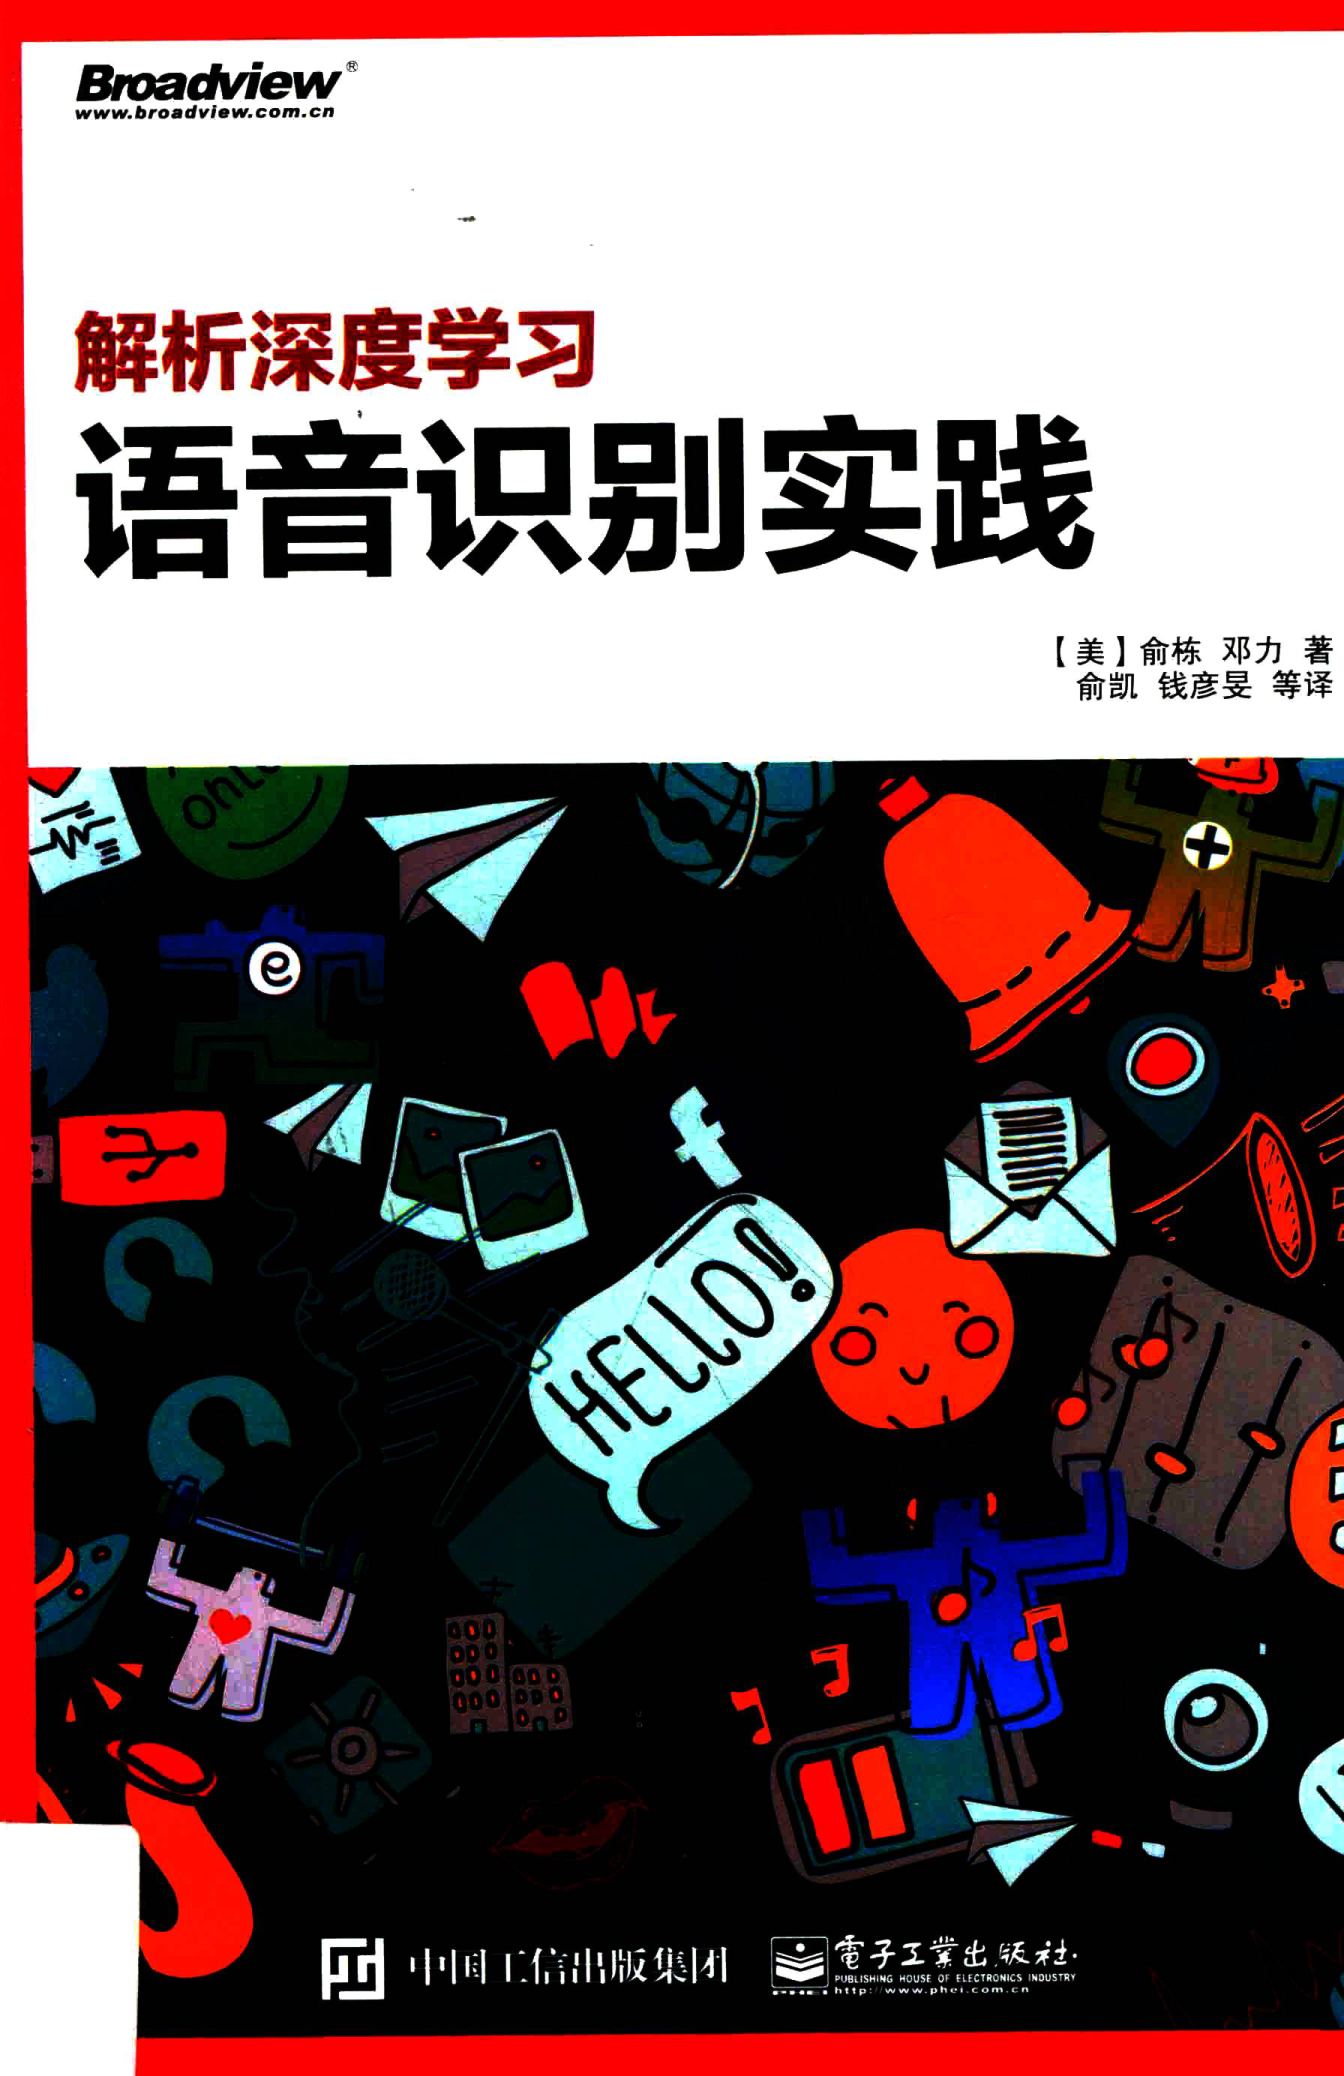 Broadview®
www.broadview.com.cn
解析深度学习
语音识别实践
【美】俞栋 邓力 著
俞凯 钱彦旻 等译
e
f
HELLO!
中国工信出版集团
電子工業出版社
PUBLISHING HOUSE OF ELECTRONICS INDUSTRY
PHEI http://www.phei.com.cn